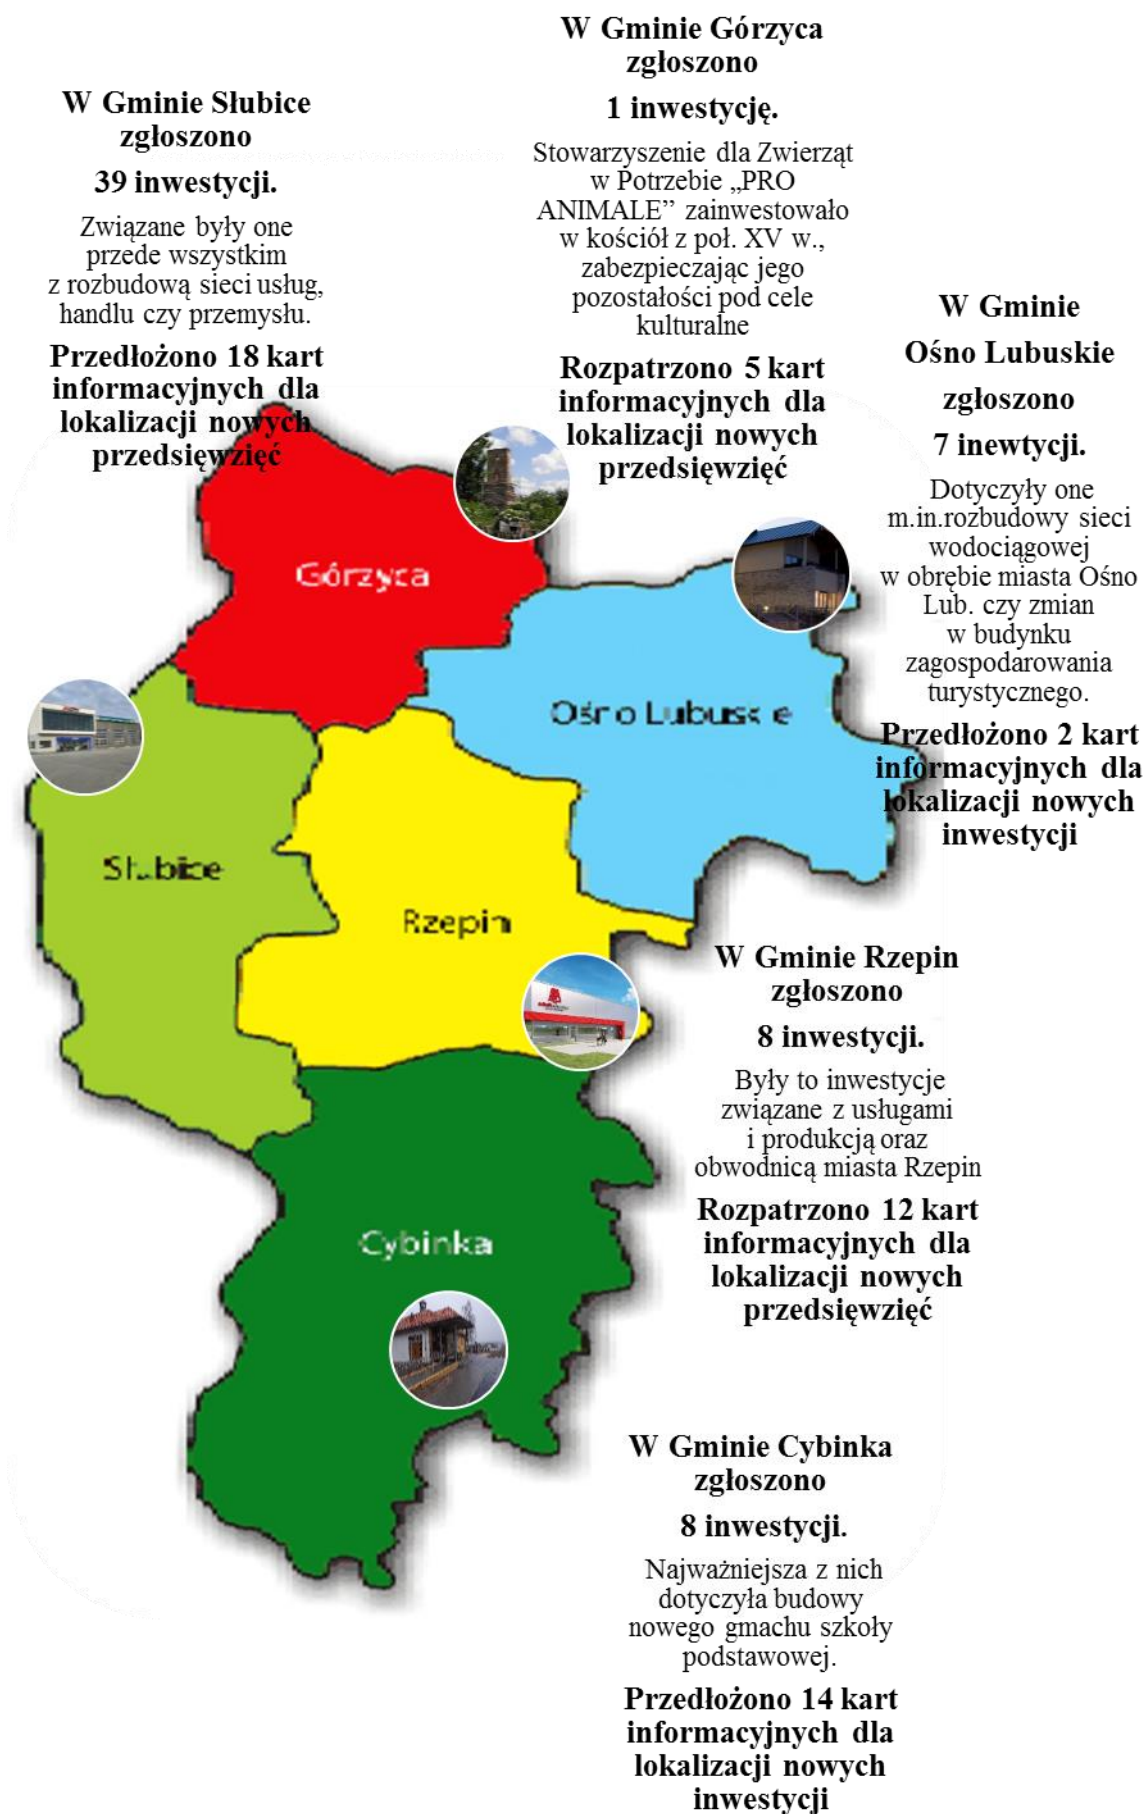 W Gminie Górzyca
zgłoszono
1 inwestycję.
Stowarzyszenie dla Zwierząt
w Potrzebie „PRO
ANIMALE” zainwestowało
w kościół z poł. XV w.,
zabezpieczając jego
pozostałości pod cele
kulturalne
Rozpatrzono 5 kart
informacyjnych dla
lokalizacji nowych
przedsięwzięć
W Gminie Słubice
zgłoszono
39 inwestycji.
Związane były one
przede wszystkim
z rozbudową sieci usług,
handlu czy przemysłu.
Przedłożono 18 kart
informacyjnych dla
lokalizacji nowych
przedsięwzięć
W Gminie
Ośno Lubuskie
zgłoszono
7 inewtycji.
Dotyczyły one
m.in.rozbudowy sieci
wodociągowej
w obrębie miasta Ośno
Lub. czy zmian
w budynku
zagospodarowania
turystycznego.
Przedłożono 2 kart
informacyjnych dla
lokalizacji nowych
inwestycji
Górzyca
Ośno Lubuskie
Słubice
Rzepin
Cybinka
W Gminie Rzepin
zgłoszono
8 inwestycji.
Były to inwestycje
związane z usługami
i produkcją oraz
obwodnicą miasta Rzepin
Rozpatrzono 12 kart
informacyjnych dla
lokalizacji nowych
przedsięwzięć
W Gminie Cybinka
zgłoszono
8 inwestycji.
Najważniejsza z nich
dotyczyła budowy
nowego gmachu szkoły
podstawowej.
Przedłożono 14 kart
informacyjnych dla
lokalizacji nowych
inwestycji